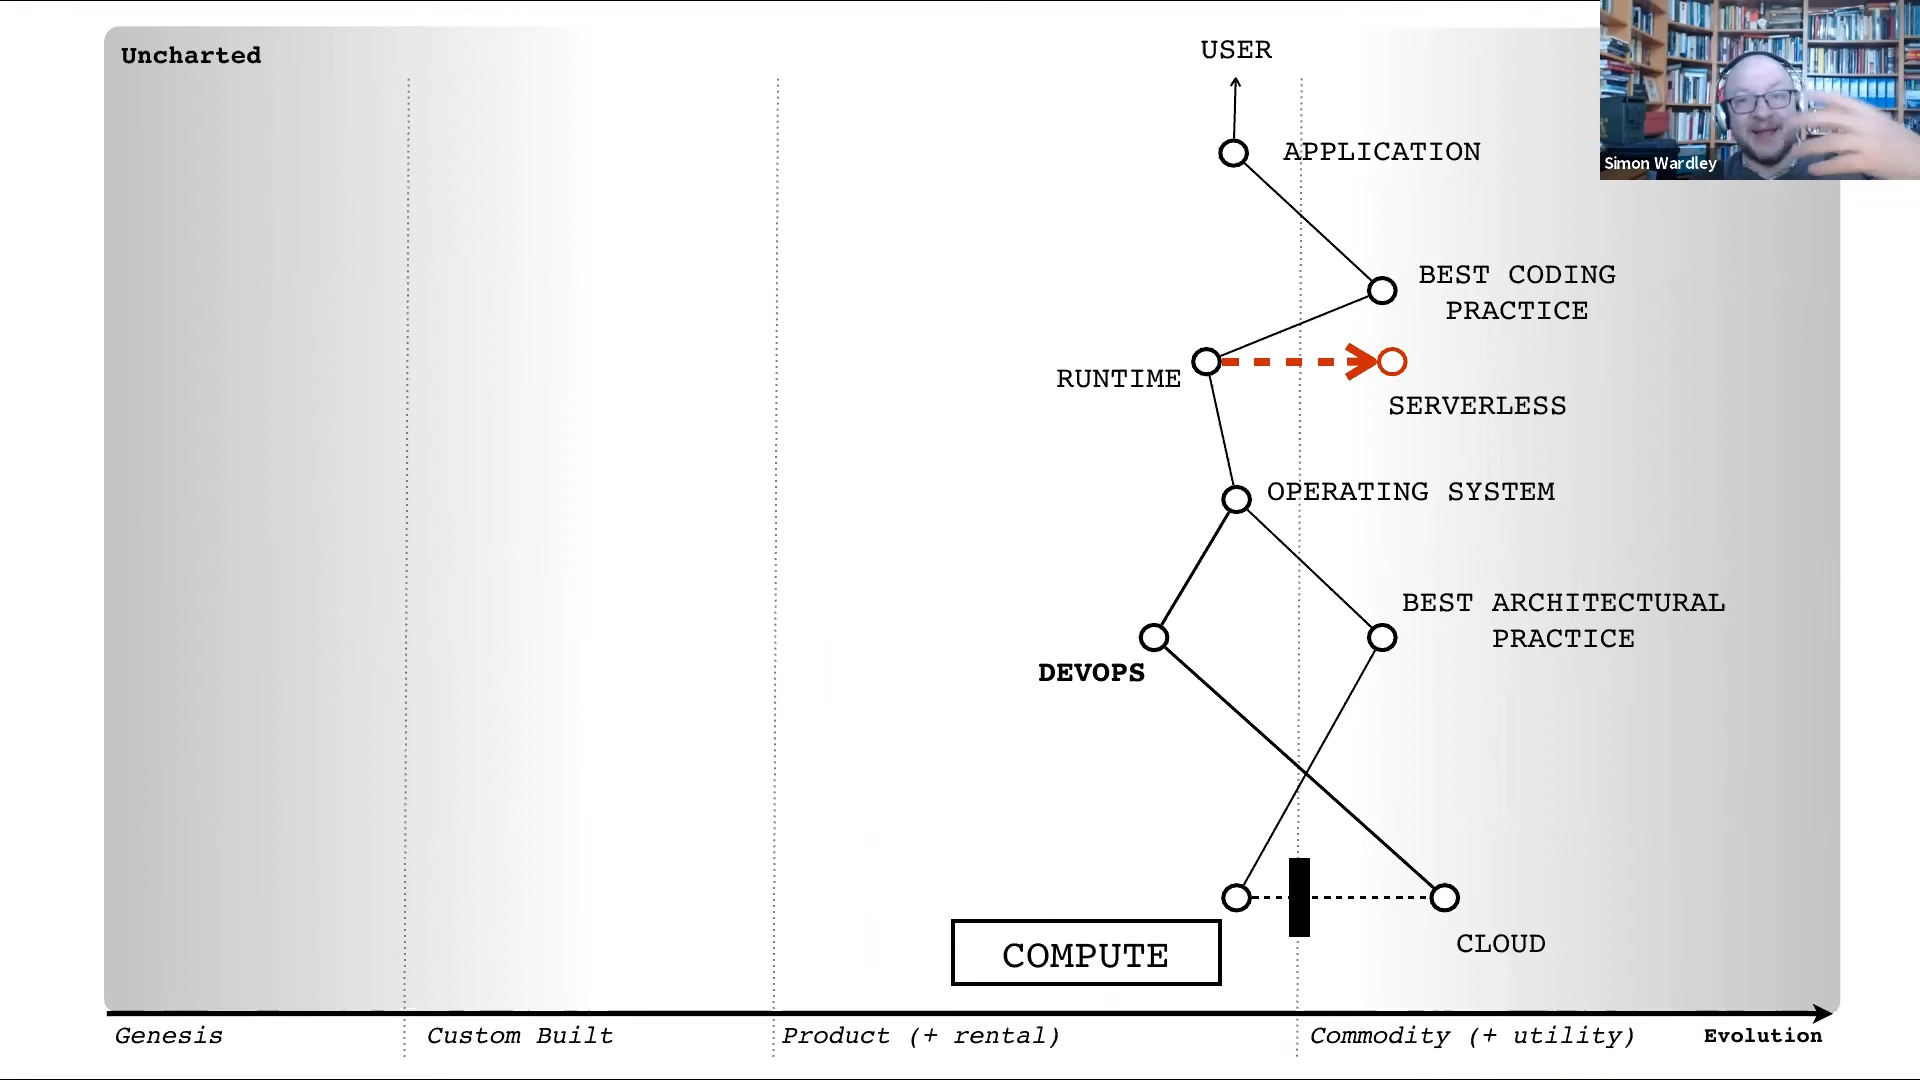 Uncharted
USER
APPLICATION
Simon Wardley
BEST CODING
PRACTICE
RUNTIME
SERVERLESS
OPERATING SYSTEM
BEST ARCHITECTURAL
PRACTICE
DEVOPS
COMPUTE
CLOUD
Genesis
Custom Built
Product (+ rental)
Commodity (+ utility)
Evolution